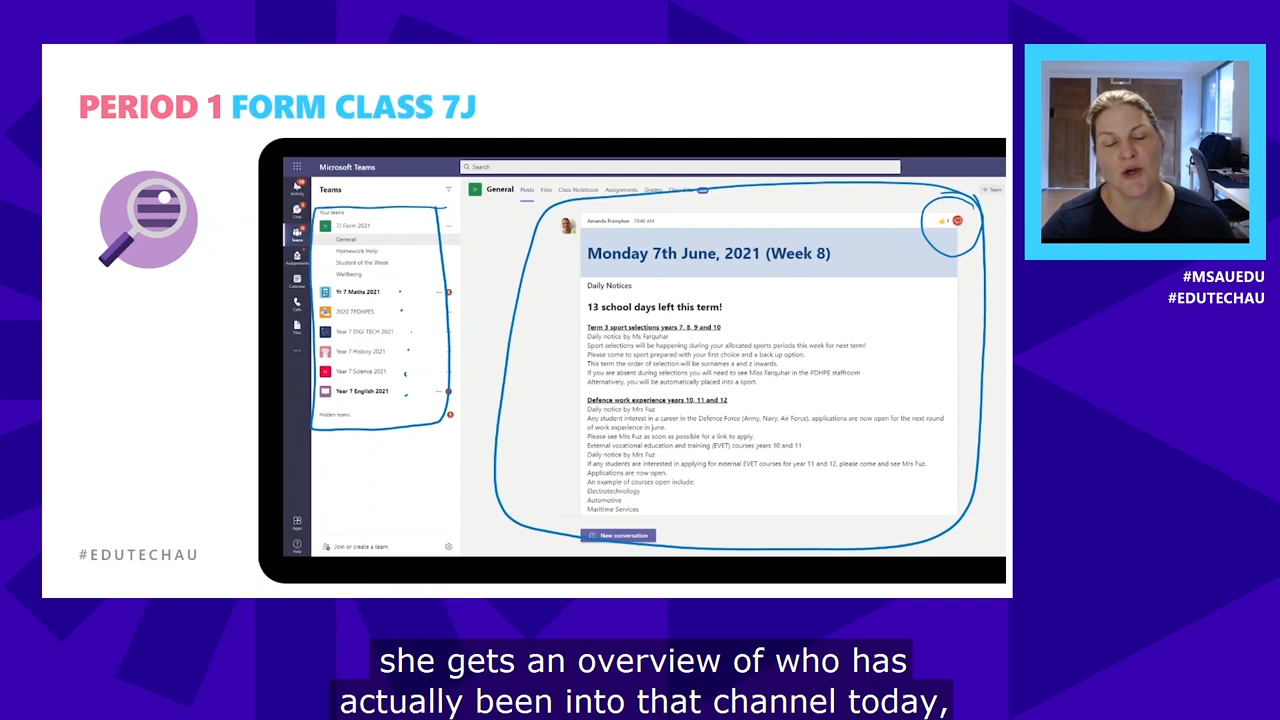 PERIOD 1 FORM CLASS 7J
Microsoft Teams
Search
Teams
General
Posts
Files
Class Notebook
Assignments
Grades
Team
Activity
Chat
Teams
Assignments
Calendar
Calls
Files
Apps
Help
Your teams
7J Form 2021
General
Homework Help
Student of the Week
Wellbeing
Yr 7 Maths 2021
2020 7PDHPES
Year 7 DIGI TECH 2021
Year 7 History 2021
Year 7 Science 2021
Year 7 English 2021
Hidden teams
Join or create a team
Amanda Frampton 10:46 AM
Monday 7th June, 2021 (Week 8)
Daily Notices
13 school days left this term!
Term 3 sport selections years 7, 8, 9 and 10
Daily notice by Ms Farquhar
Sport selections will be happening during your allocated sports periods this week for next term!
Please come to sport prepared with your first choice and a back up option.
This term the order of selection will be surnames a and z inwards.
If you are absent during selections you will need to see Miss Farquhar in the PDHPE staffroom
Alternatively, you will be automatically placed into a sport.
Defence work experience years 10, 11 and 12
Daily notice by Mrs Fuz
Any student interest in a career in the Defence Force (Army, Navy, Air Force), applications are now open for the next round
of work experience in june.
Please see Mrs Fuz as soon as possible for a link to apply.
External vocational education and training (EVET) courses years 10 and 11
Daily notice by Mrs Fuz
If any students are interested in applying for external EVET courses for year 11 and 12, please come and see Mrs Fuz.
Applications are now open.
An example of courses open include:
Electrotechnology
Automotive
Maritime Services
New conversation
#EDUTECHAU
#MSAUEDU
#EDUTECHAU
she gets an overview of who has
actually been into that channel today,